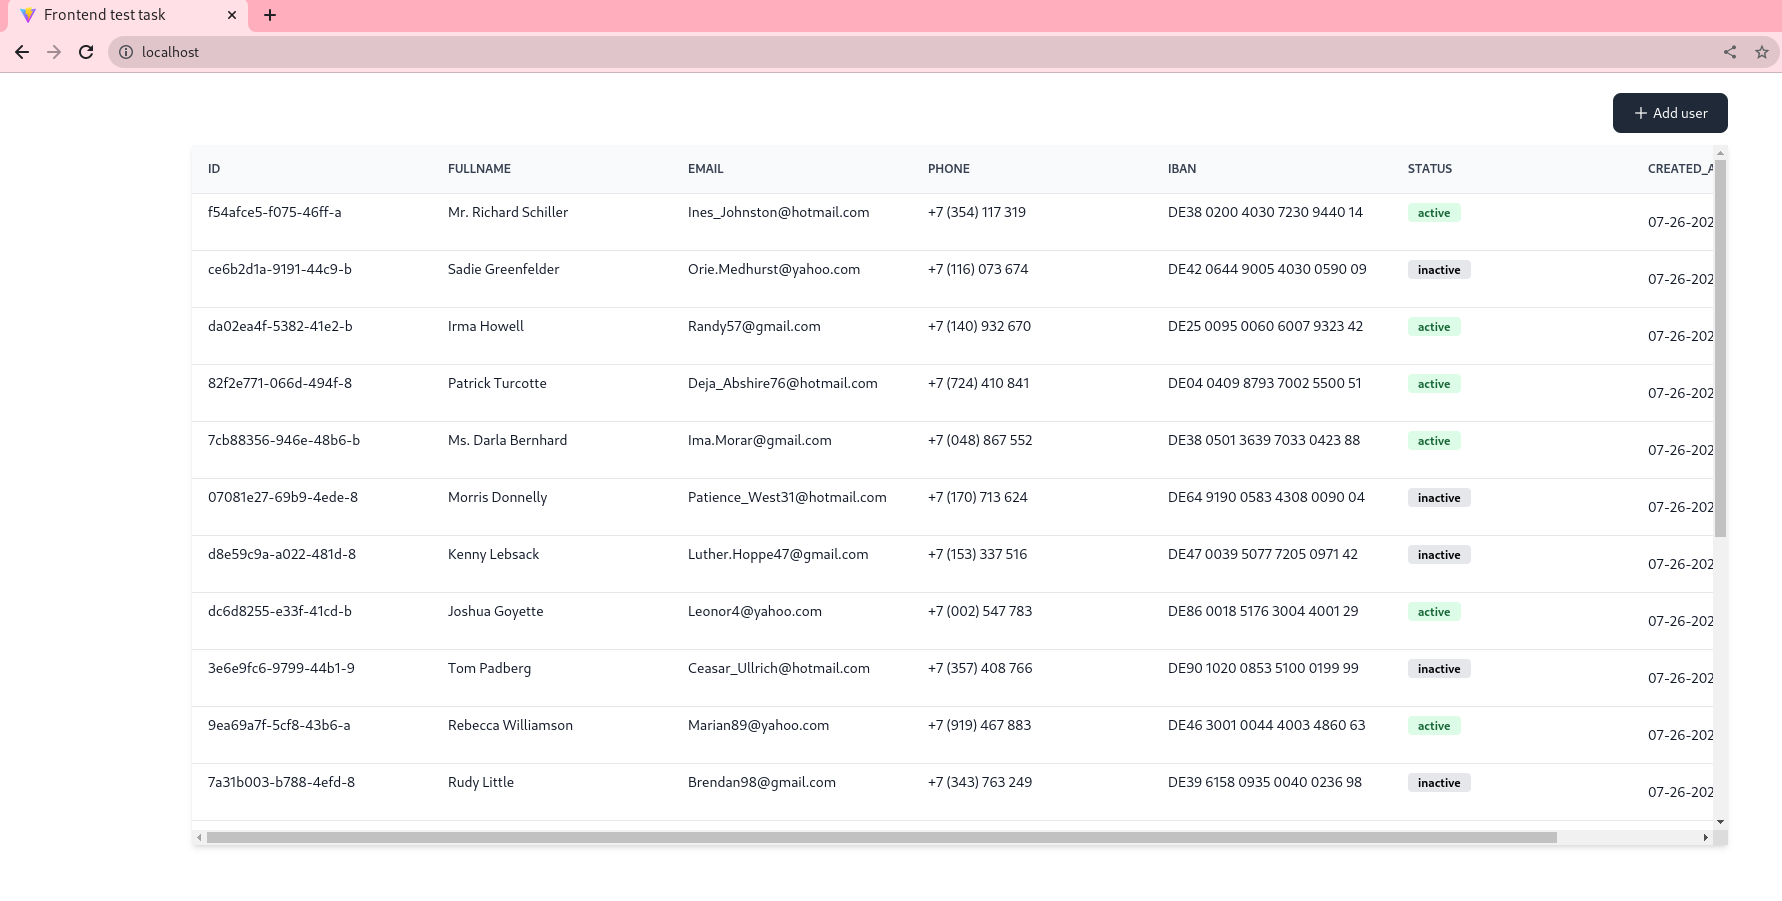 Frontend test task
localhost
Add user
ID FULLNAME EMAIL PHONE IBAN STATUS CREATED_A
f54afce5-f075-46ff-a Mr. Richard Schiller Ines_Johnston@hotmail.com +7 (354) 117 319 DE38 0200 4030 7230 9440 14 active 07-26-202
ce6b2d1a-9191-44c9-b Sadie Greenfelder Orie.Medhurst@yahoo.com +7 (116) 073 674 DE42 0644 9005 4030 0590 09 inactive 07-26-202
da02ea4f-5382-41e2-b Irma Howell Randy57@gmail.com +7 (140) 932 670 DE25 0095 0060 6007 9323 42 active 07-26-202
82f2e771-066d-494f-8 Patrick Turcotte Deja_Abshire76@hotmail.com +7 (724) 410 841 DE04 0409 8793 7002 5500 51 active 07-26-202
7cb88356-946e-48b6-b Ms. Darla Bernhard Ima.Morar@gmail.com +7 (048) 867 552 DE38 0501 3639 7033 0423 88 active 07-26-202
07081e27-69b9-4ede-8 Morris Donnelly Patience_West31@hotmail.com +7 (170) 713 624 DE64 9190 0583 4308 0090 04 inactive 07-26-202
d8e59c9a-a022-481d-8 Kenny Lebsack Luther.Hoppe47@gmail.com +7 (153) 337 516 DE47 0039 5077 7205 0971 42 inactive 07-26-202
dc6d8255-e33f-41cd-b Joshua Goyette Leonor4@yahoo.com +7 (002) 547 783 DE86 0018 5176 3004 4001 29 active 07-26-202
3e6e9fc6-9799-44b1-9 Tom Padberg Ceasar_Ullrich@hotmail.com +7 (357) 408 766 DE90 1020 0853 5100 0199 99 inactive 07-26-202
9ea69a7f-5cf8-43b6-a Rebecca Williamson Marian89@yahoo.com +7 (919) 467 883 DE46 3001 0044 4003 4860 63 active 07-26-202
7a31b003-b788-4efd-8 Rudy Little Brendan98@gmail.com +7 (343) 763 249 DE39 6158 0935 0040 0236 98 inactive 07-26-202